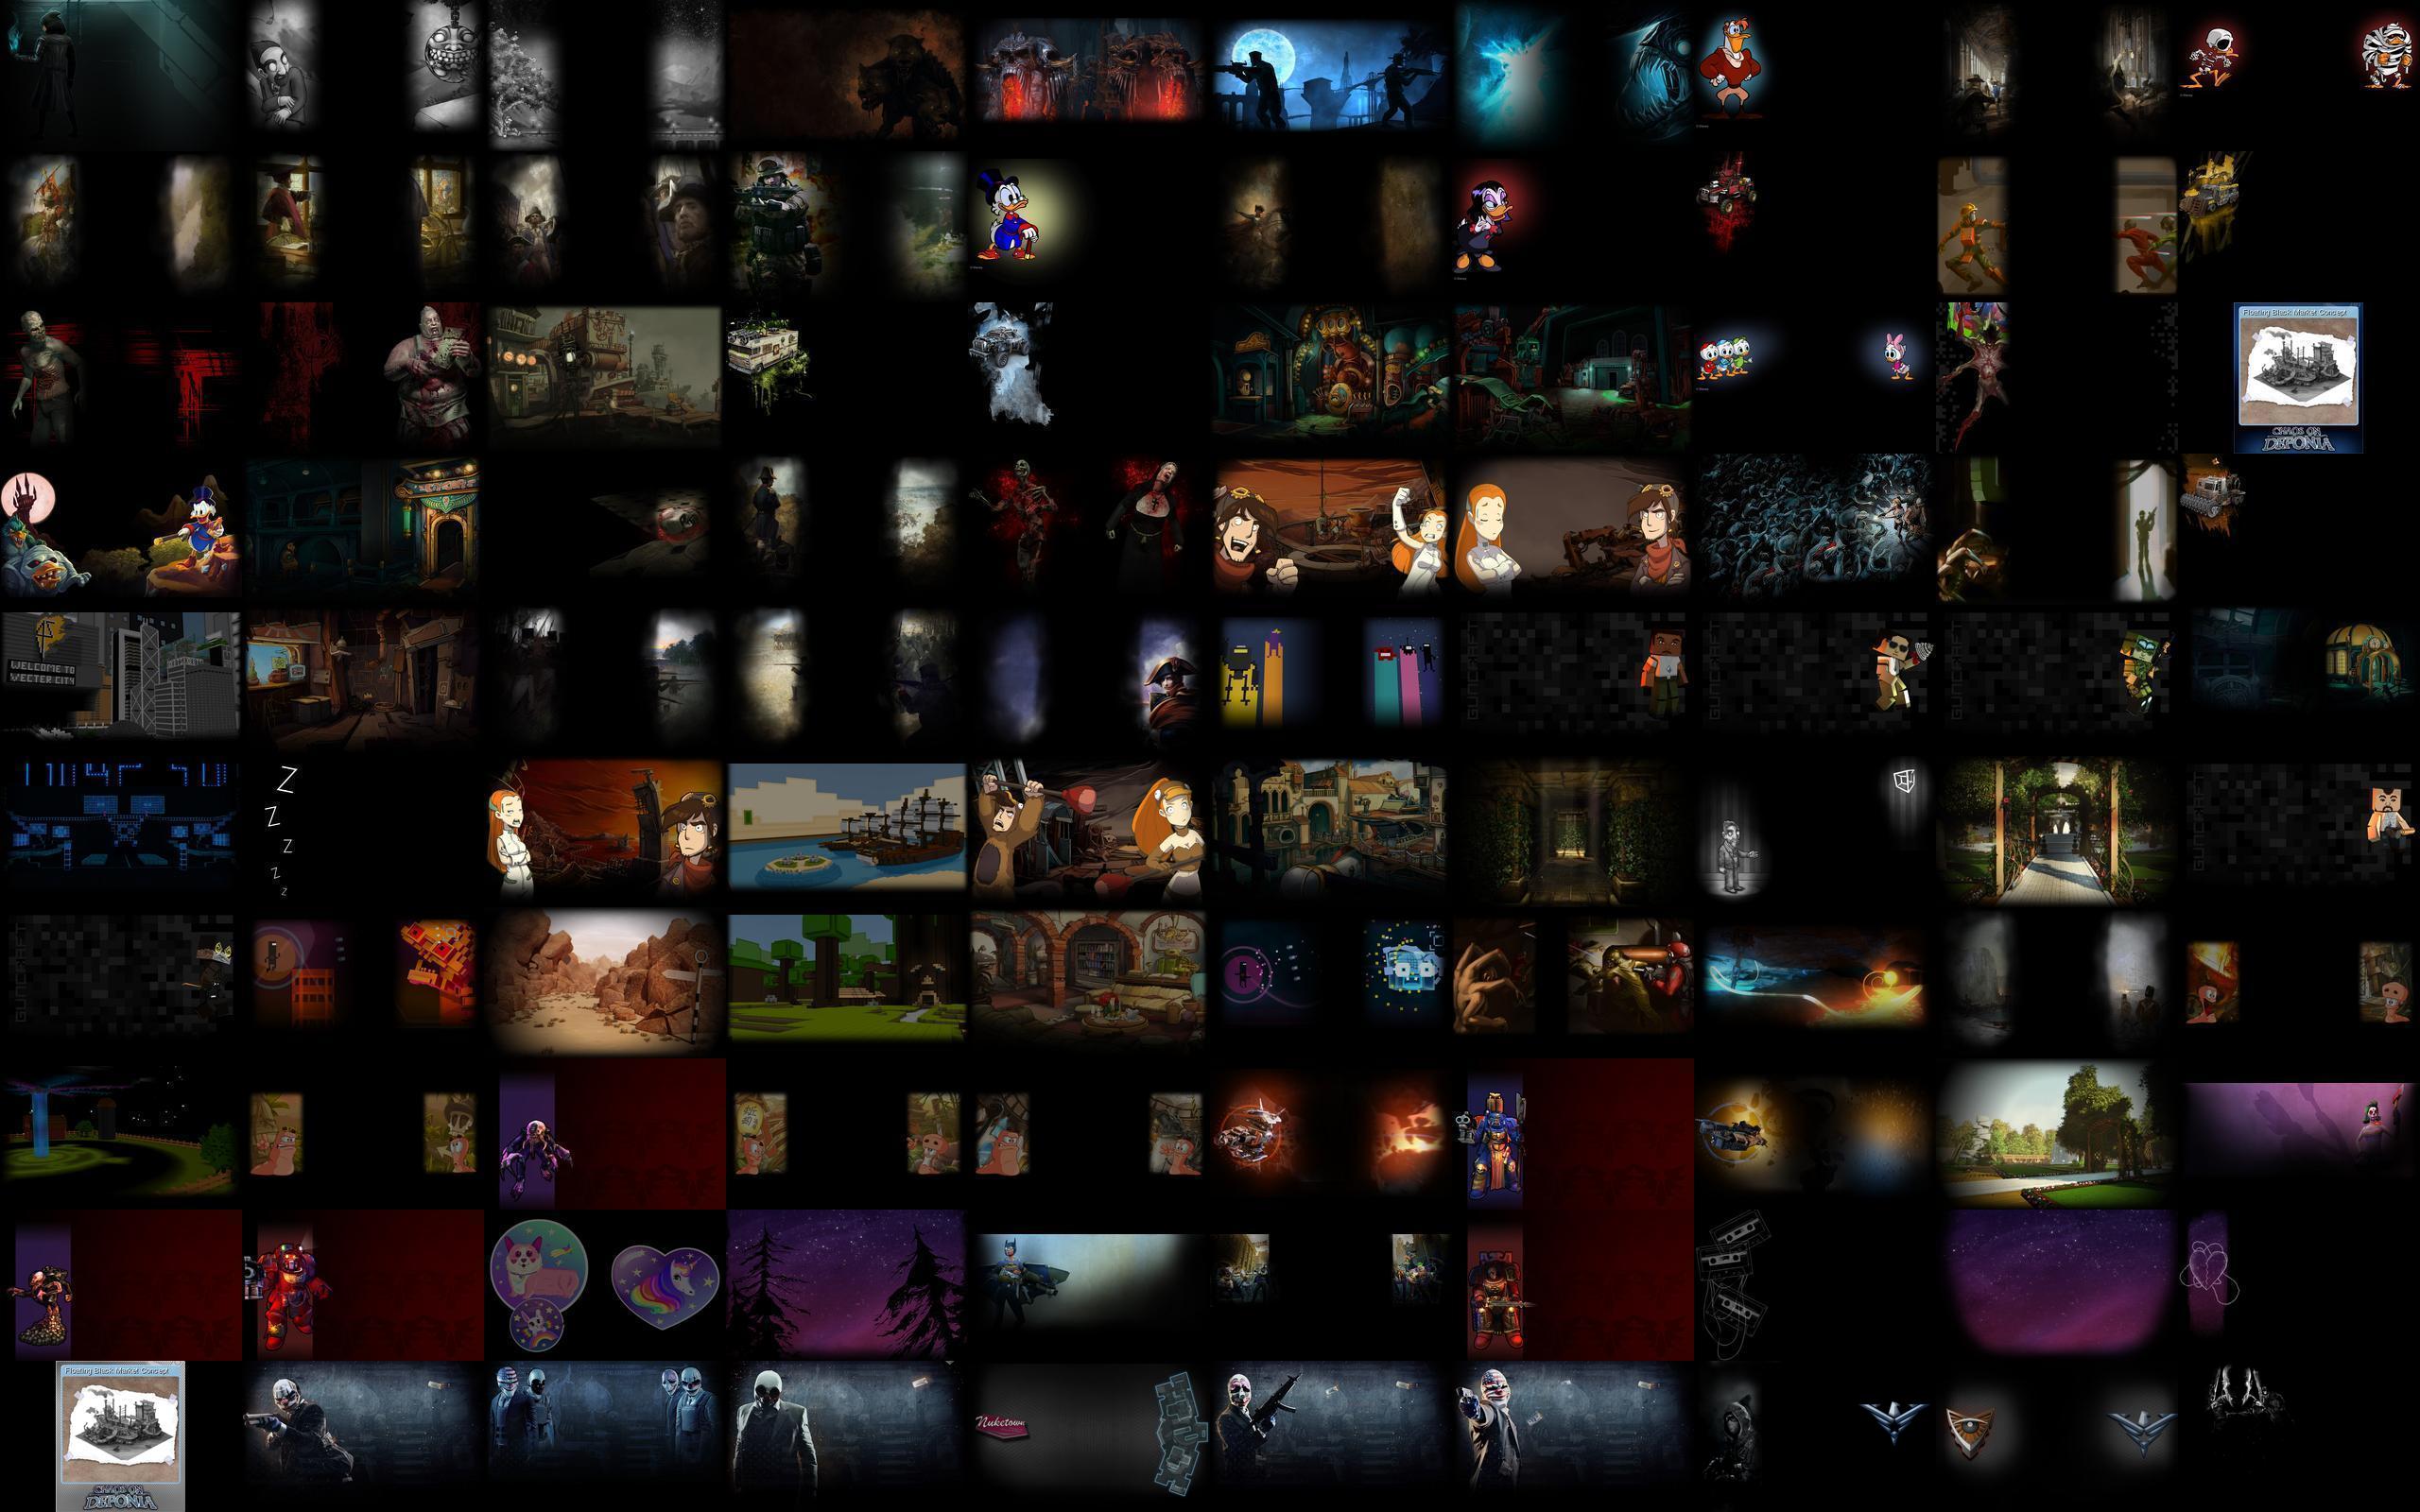 Floating Black Market Concept
CHAOS ON
DEPONIA
WELCOME TO
VECTER CITY
GUNCRAFT
GUNCRAFT
GUNCRAFT
Z
Z
Z
Z
Z
GUNCRAFT
GUNCRAFT
Floating Black Market Concept
CHAOS ON
DEPONIA
Nuketown